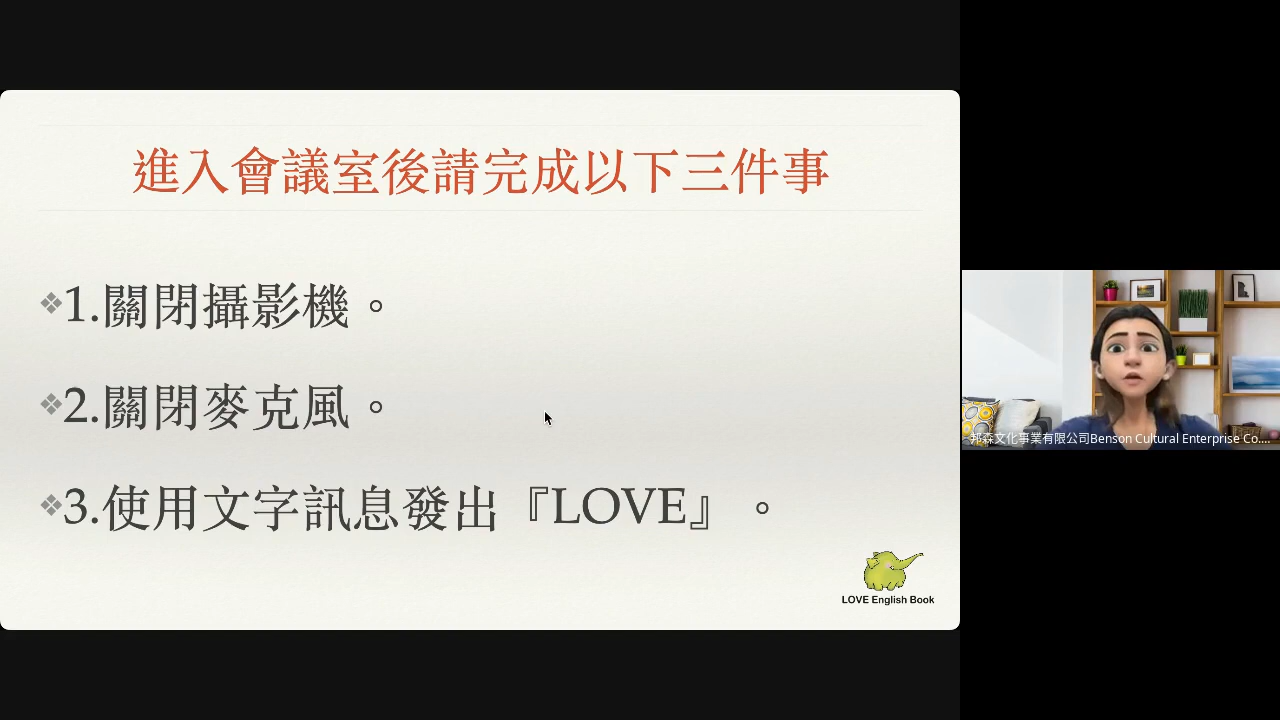 進入會議室後請完成以下三件事
❖1.關閉攝影機。
❖2.關閉麥克風。
❖3.使用文字訊息發出『LOVE』。
LOVE English Book
邦森文化事業有限公司Benson Cultural Enterprise Co....